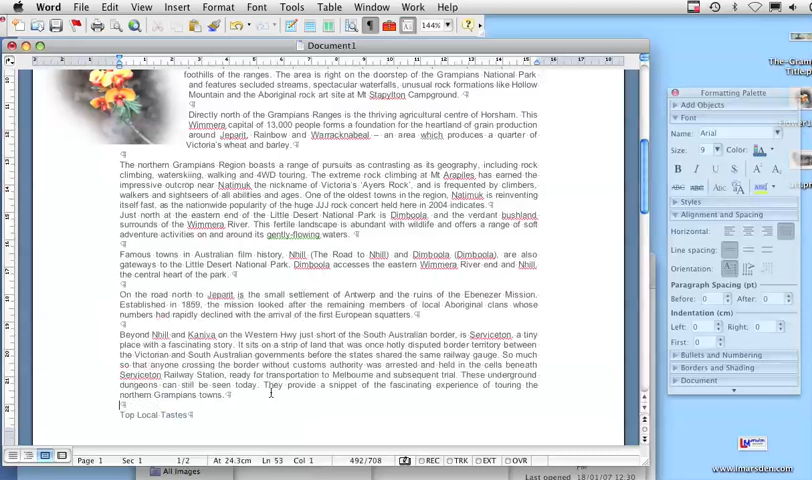 Word File Edit View Insert Format Font Tools Table Window Work Help
144%
Document1
foothills of the ranges. The area is right on the doorstep of the Grampians National Park
and features secluded streams, spectacular waterfalls, unusual rock formations like Hollow
Mountain and the Aboriginal rock art site at Mt Stapylton Campground.
Directly north of the Grampians Ranges is the thriving agricultural centre of Horsham. This
Wimmera capital of 13,000 people forms a foundation for the heartland of grain production
around Jeparit, Rainbow and Warracknabeal – an area which produces a quarter of
Victoria's wheat and barley.
The northern Grampians Region boasts a range of pursuits as contrasting as its geography, including rock
climbing, waterskiing, walking and 4WD touring. The extreme rock climbing at Mt Arapiles has earned the
impressive outcrop near Natimuk the nickname of Victoria's 'Ayers Rock', and is frequented by climbers,
walkers and sightseers of all abilities and ages. One of the oldest towns in the region, Natimuk is reinventing
itself fast, as the nationwide popularity of the huge JJJ rock concert held here in 2004 indicates.
Just north at the eastern end of the Little Desert National Park is Dimboola, and the verdant bushland
surrounds of the Wimmera River. This fertile landscape is abundant with wildlife and offers a range of soft
adventure activities on and around its gently-flowing waters.
Famous towns in Australian film history, Nhill (The Road to Nhill) and Dimboola (Dimboola), are also
gateways to the Little Desert National Park. Dimboola accesses the eastern Wimmera River end and Nhill,
the central heart of the park.
On the road north to Jeparit is the small settlement of Antwerp and the ruins of the Ebenezer Mission.
Established in 1859, the mission looked after the remaining members of local Aboriginal clans whose
numbers had rapidly declined with the arrival of the first European squatters.
Beyond Nhill and Kaniva on the Western Hwy just short of the South Australian border, is Serviceton, a tiny
place with a fascinating story. It sits on a strip of land that was once hotly disputed border territory between
the Victorian and South Australian governments before the states shared the same railway gauge. So much
so that anyone crossing the border without customs authority was arrested and held in the cells beneath
Serviceton Railway Station, ready for transportation to Melbourne and subsequent trial. These underground
dungeons can still be seen today. They provide a snippet of the fascinating experience of touring the
northern Grampians towns.
Top Local Tastes
Page 1 Sec 1 1/2 At 24.3cm Ln 53 Col 1 492/708 REC TRK EXT OVR
All Images
Last opened 18/01/07 12:30
Formatting Palette
Add Objects
Font
Name: Arial
Size: 9 Color: A
B I U
Styles
Alignment and Spacing
Horizontal:
Line spacing:
Orientation:
Paragraph Spacing (pt)
Before: 0 After: 0
Indentation (cm)
Left: 0 Right: 0
First: 0
Bullets and Numbering
Borders and Shading
Document
www.lmarsden.com